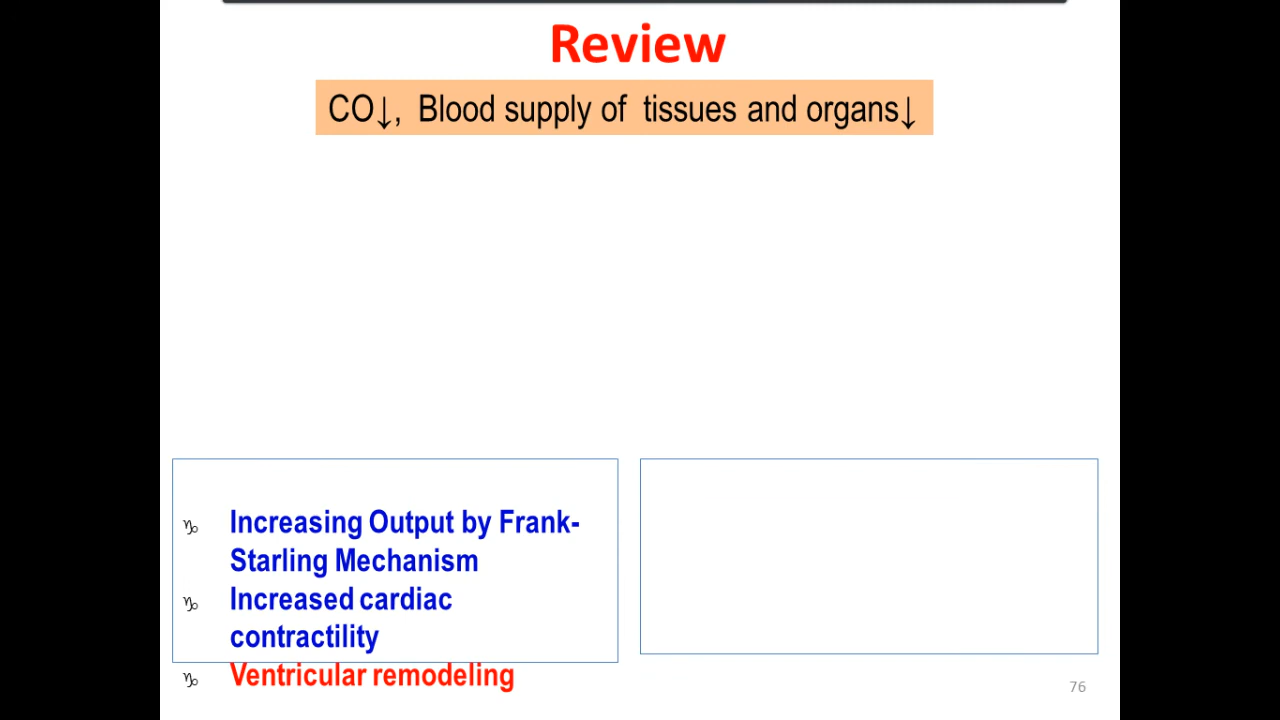 Review
CO↓, Blood supply of tissues and organs↓
♑ Increasing Output by Frank-
Starling Mechanism
♑ Increased cardiac
contractility
♑ Ventricular remodeling
76